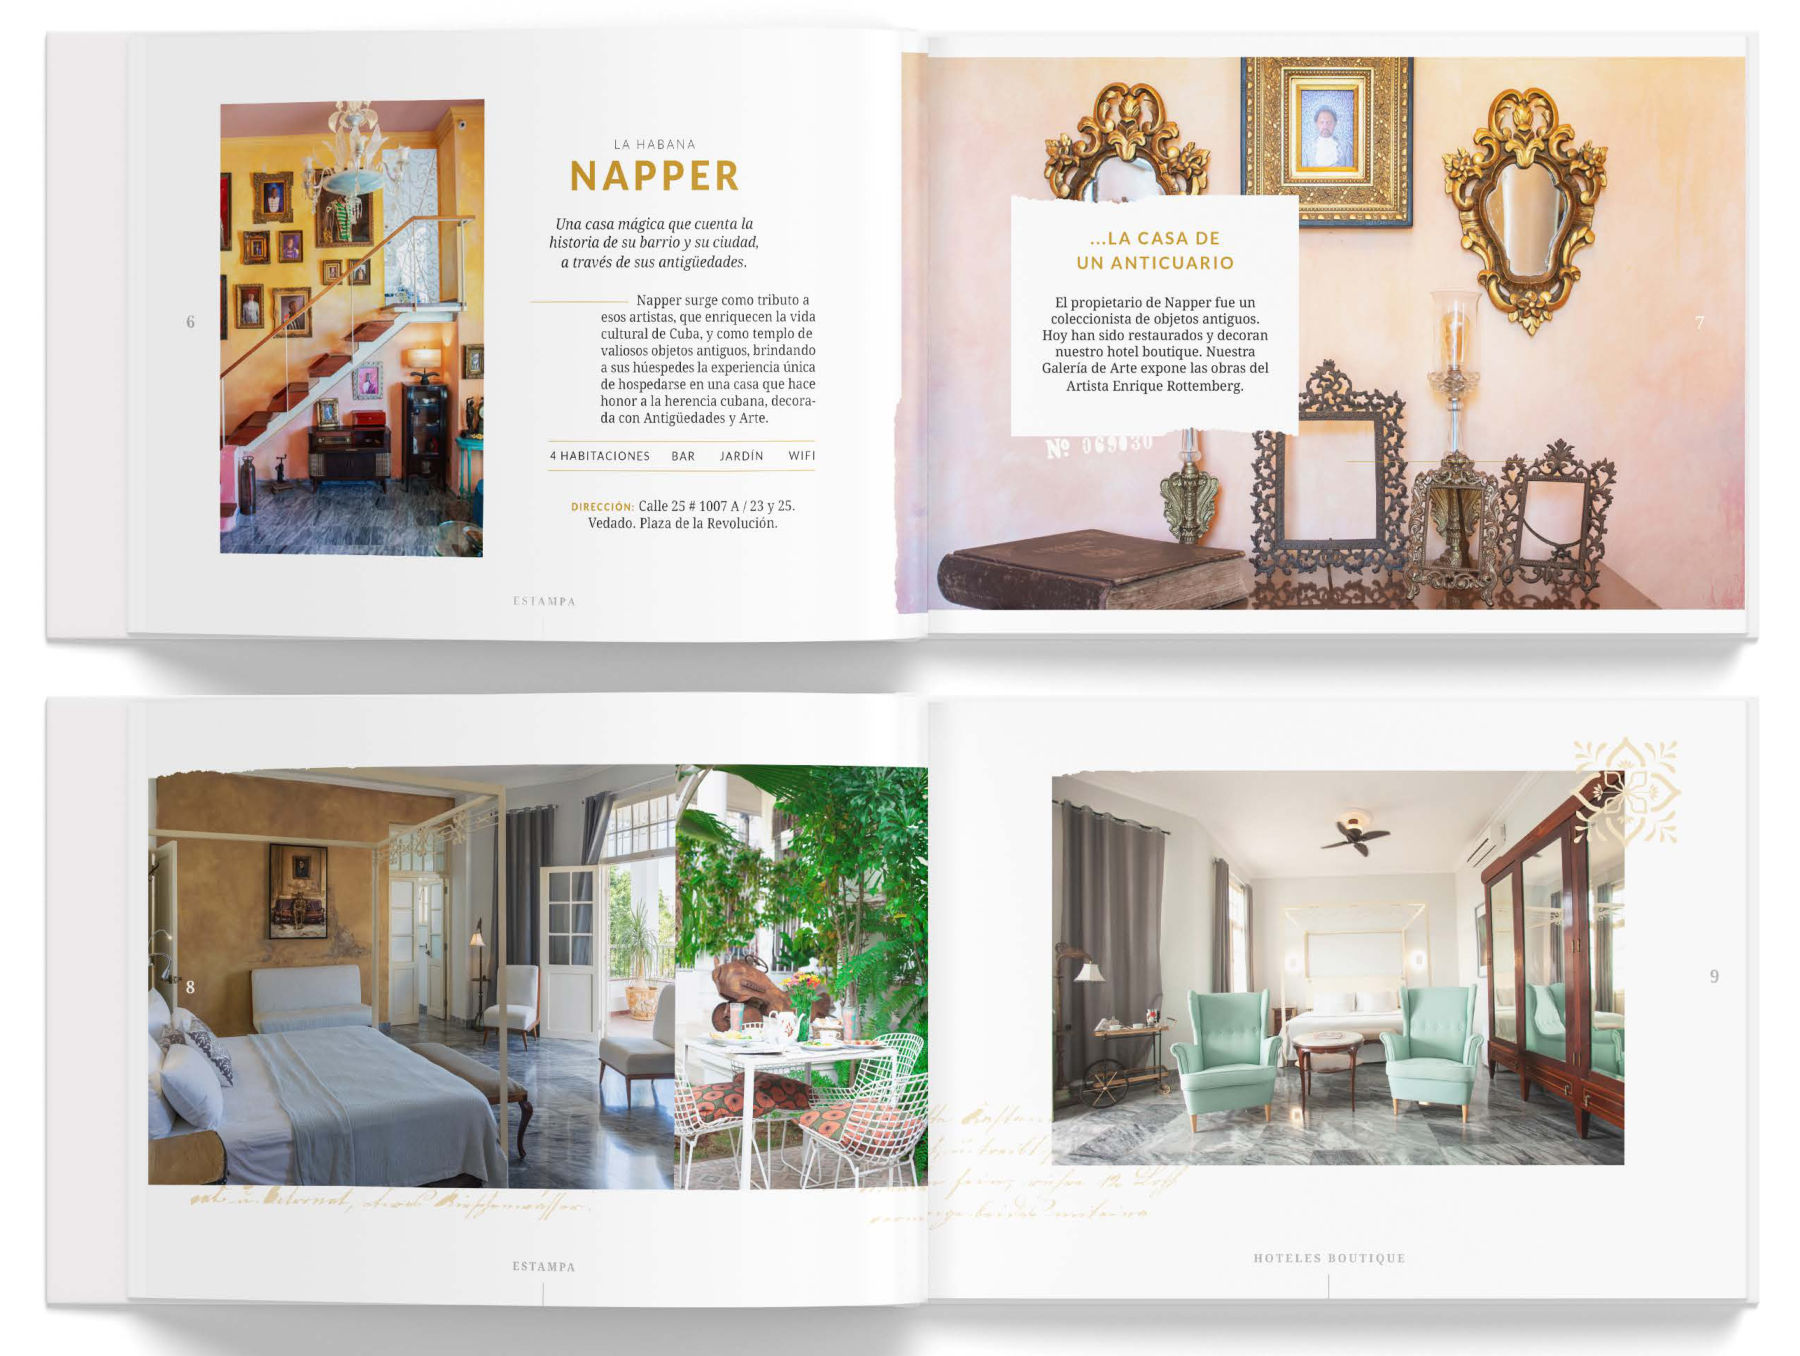 LA HABANA
NAPPER
Una casa mágica que cuenta la
historia de su barrio y su ciudad,
a través de sus antigüedades.
Napper surge como tributo a
esos artistas, que enriquecen la vida
cultural de Cuba, y como templo de
valiosos objetos antiguos, brindando
a sus húespedes la experiencia única
de hospedarse en una casa que hace
honor a la herencia cubana, decora-
da con Antigüedades y Arte.
4 HABITACIONES BAR JARDÍN WIFI
DIRECCIÓN: Calle 25 # 1007 A / 23 y 25.
Vedado. Plaza de la Revolución.
6
ESTAMPA
...LA CASA DE
UN ANTICUARIO
El propietario de Napper fue un
coleccionista de objetos antiguos.
Hoy han sido restaurados y decoran
nuestro hotel boutique. Nuestra
Galería de Arte expone las obras del
Artista Enrique Rottemberg.
Nº 069030
7
8
ESTAMPA
9
HOTELES BOUTIQUE